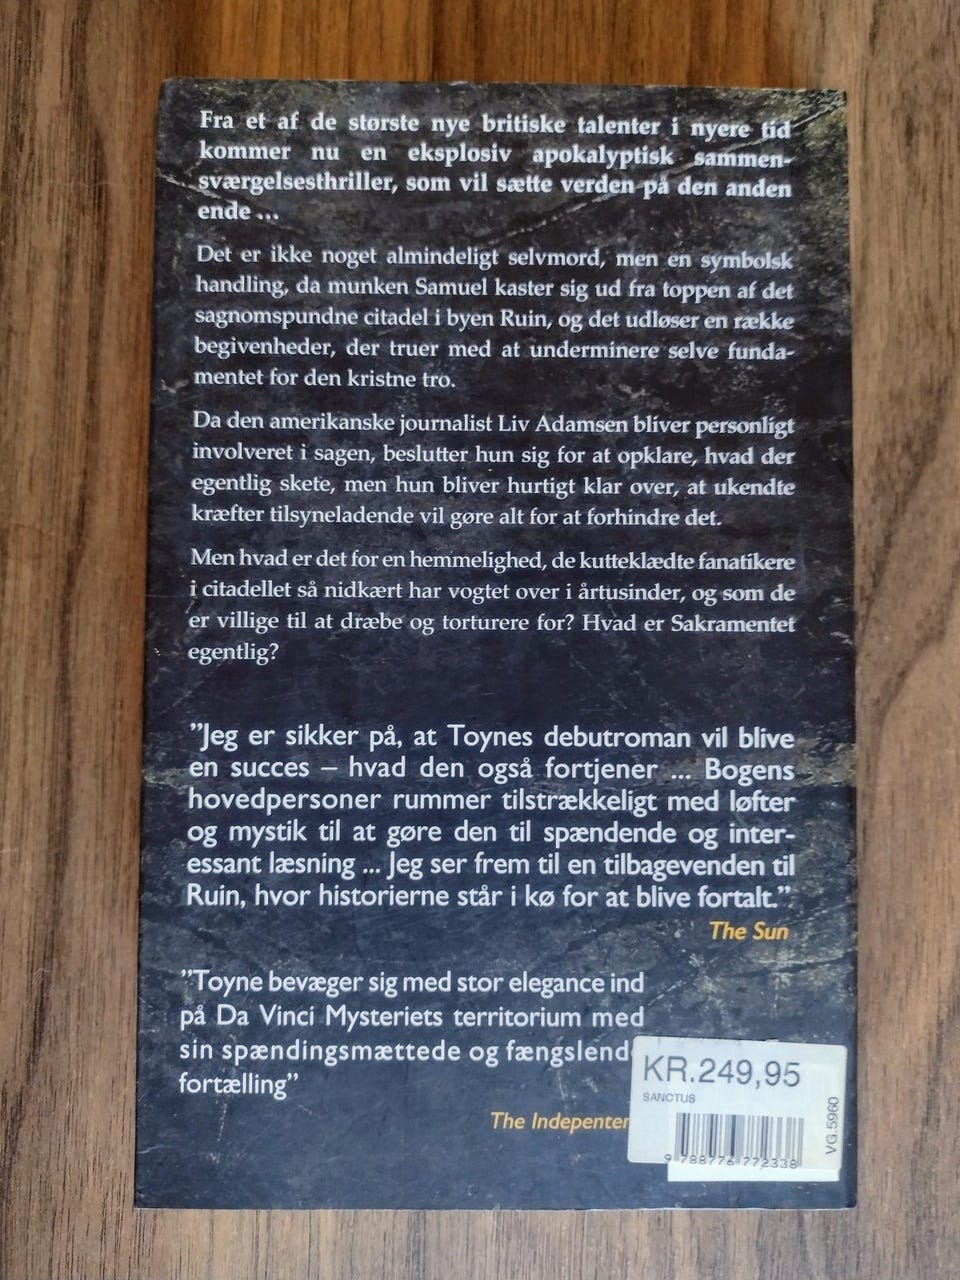 Fra et af de største nye britiske talenter i nyere tid
kommer nu en eksplosiv apokalyptisk sammen-
sværgelsesthriller, som vil sætte verden på den anden
ende ...
Det er ikke noget almindeligt selvmord, men en symbolsk
handling, da munken Samuel kaster sig ud fra toppen af det
sagnomspundne citadel i byen Ruin, og det udløser en række
begivenheder, der truer med at underminere selve funda-
mentet for den kristne tro.
Da den amerikanske journalist Liv Adamsen bliver personligt
involveret i sagen, beslutter hun sig for at opklare, hvad der
egentlig skete, men hun bliver hurtigt klar over, at ukendte
kræfter tilsyneladende vil gøre alt for at forhindre det.
Men hvad er det for en hemmelighed, de kutteklædte fanatikere
i citadellet så nidkært har vogtet over i årtusinder, og som de
er villige til at dræbe og torturere for? Hvad er Sakramentet
egentlig?
”Jeg er sikker på, at Toynes debutroman vil blive
en succes – hvad den også fortjener ... Bogens
hovedpersoner rummer tilstrækkeligt med løfter
og mystik til at gøre den til spændende og inter-
essant læsning ... Jeg ser frem til en tilbagevenden til
Ruin, hvor historierne står i kø for at blive fortalt.”
The Sun
”Toyne bevæger sig med stor elegance ind
på Da Vinci Mysteriets territorium med
sin spændingsmættede og fængslend
fortælling”
The Indepenter
KR.249,95
SANCTUS
VG.5960
9 788776 772338